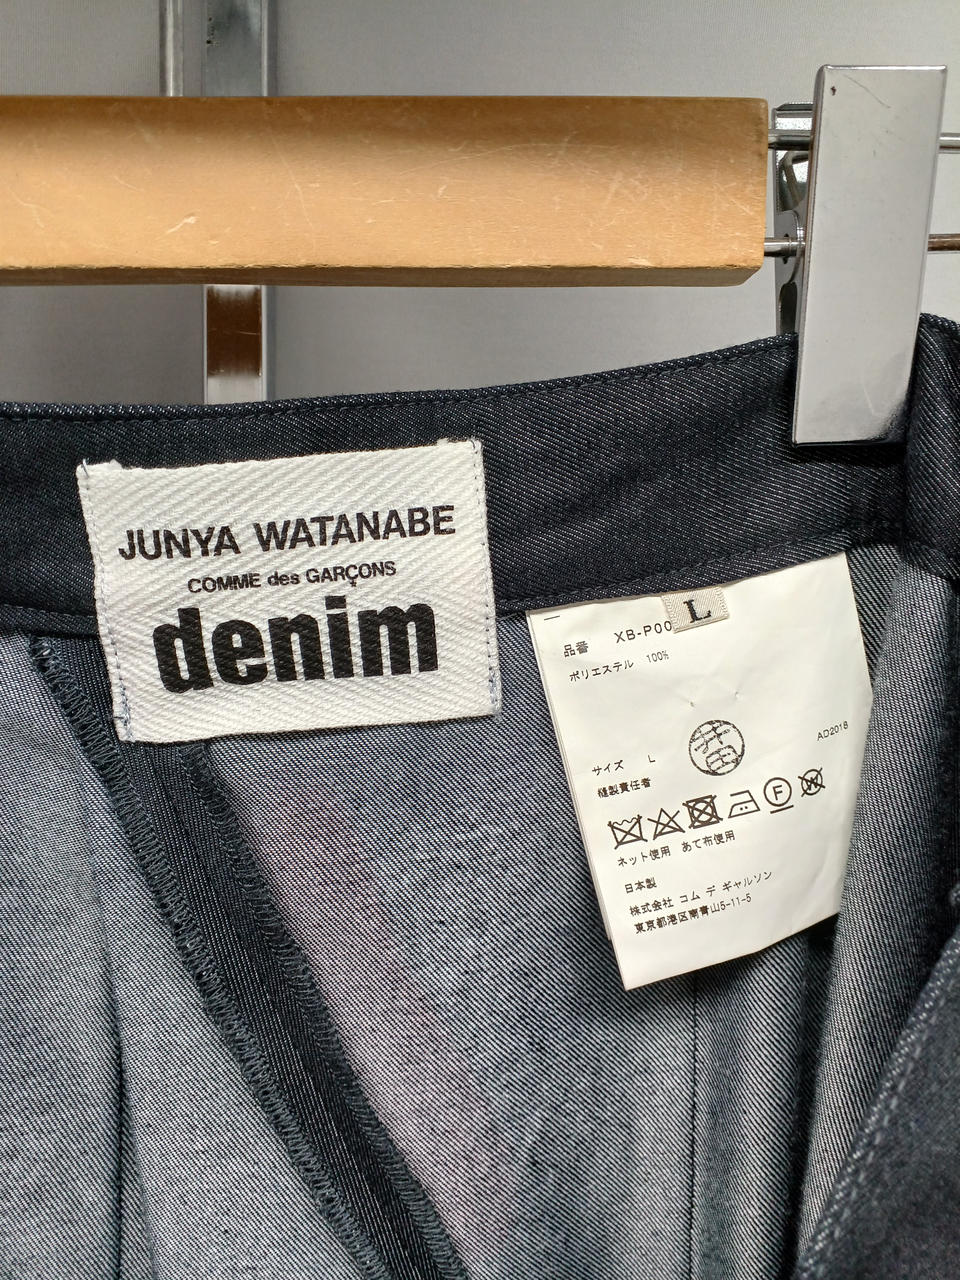 JUNYA WATANABE
COMME des GARÇONS
denim
L
品番 XB-P00
ポリエステル 100%
AD2018
サイズ L
縫製責任者
F
W
ネット使用 あて布使用
日本製
株式会社 コム デ ギャルソン
東京都港区南青山5-11-5